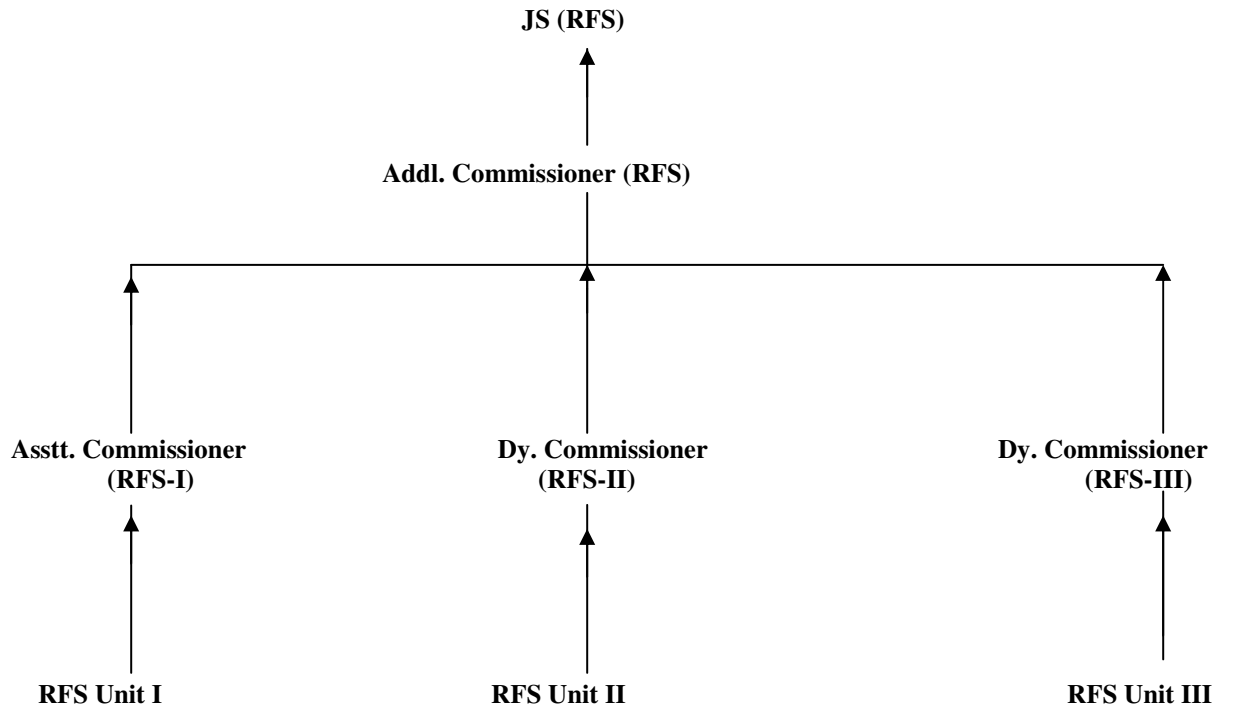 JS (RFS)
Addl. Commissioner (RFS)
Asstt. Commissioner
(RFS-I)
Dy. Commissioner
(RFS-II)
Dy. Commissioner
(RFS-III)
RFS Unit I
RFS Unit II
RFS Unit III